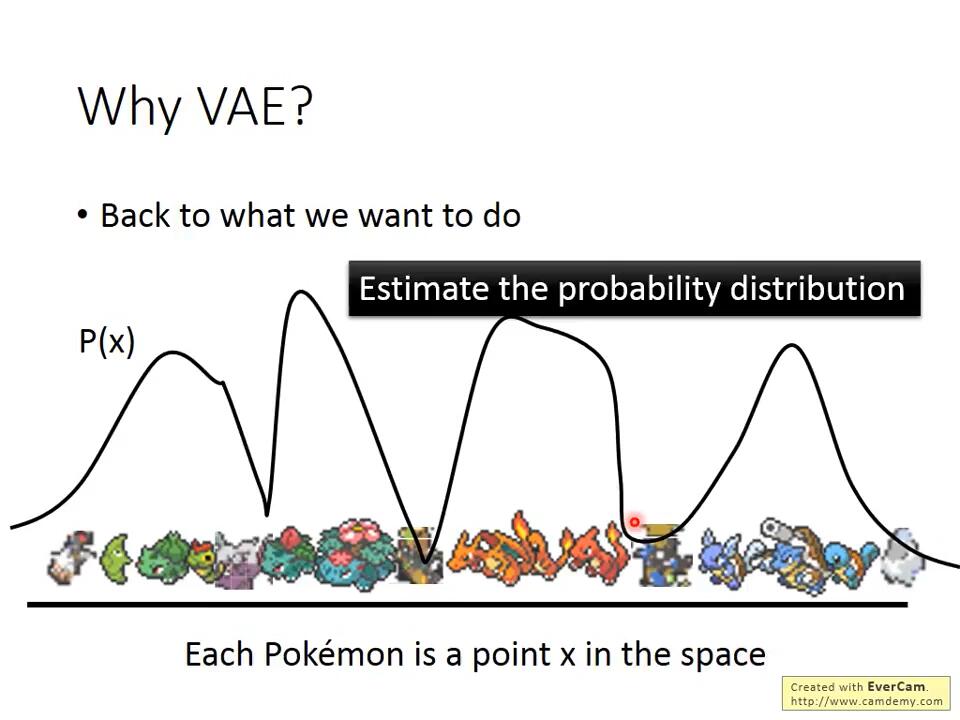 Why VAE?
• Back to what we want to do
Estimate the probability distribution
P(x)
Each Pokémon is a point x in the space
Created with EverCam.
http://www.camdemy.com